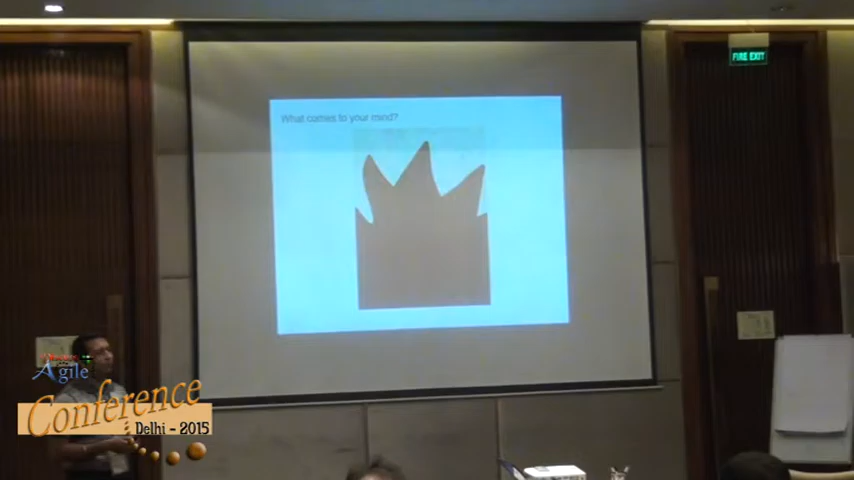 FIRE EXIT
What comes to your mind?
Agile
Conference
Delhi - 2015